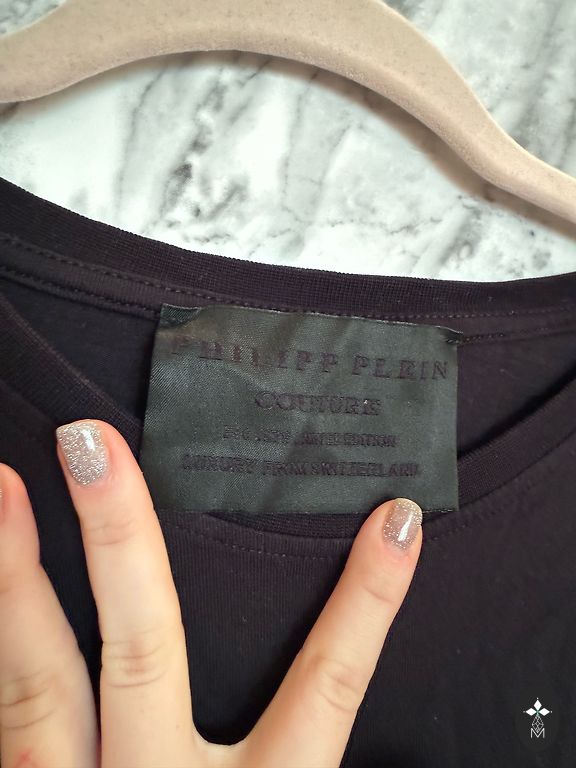 PHILIPP PLEIN
COUTURE
LIMITED EDITION
LUXURY FROM SWITZERLAND
M